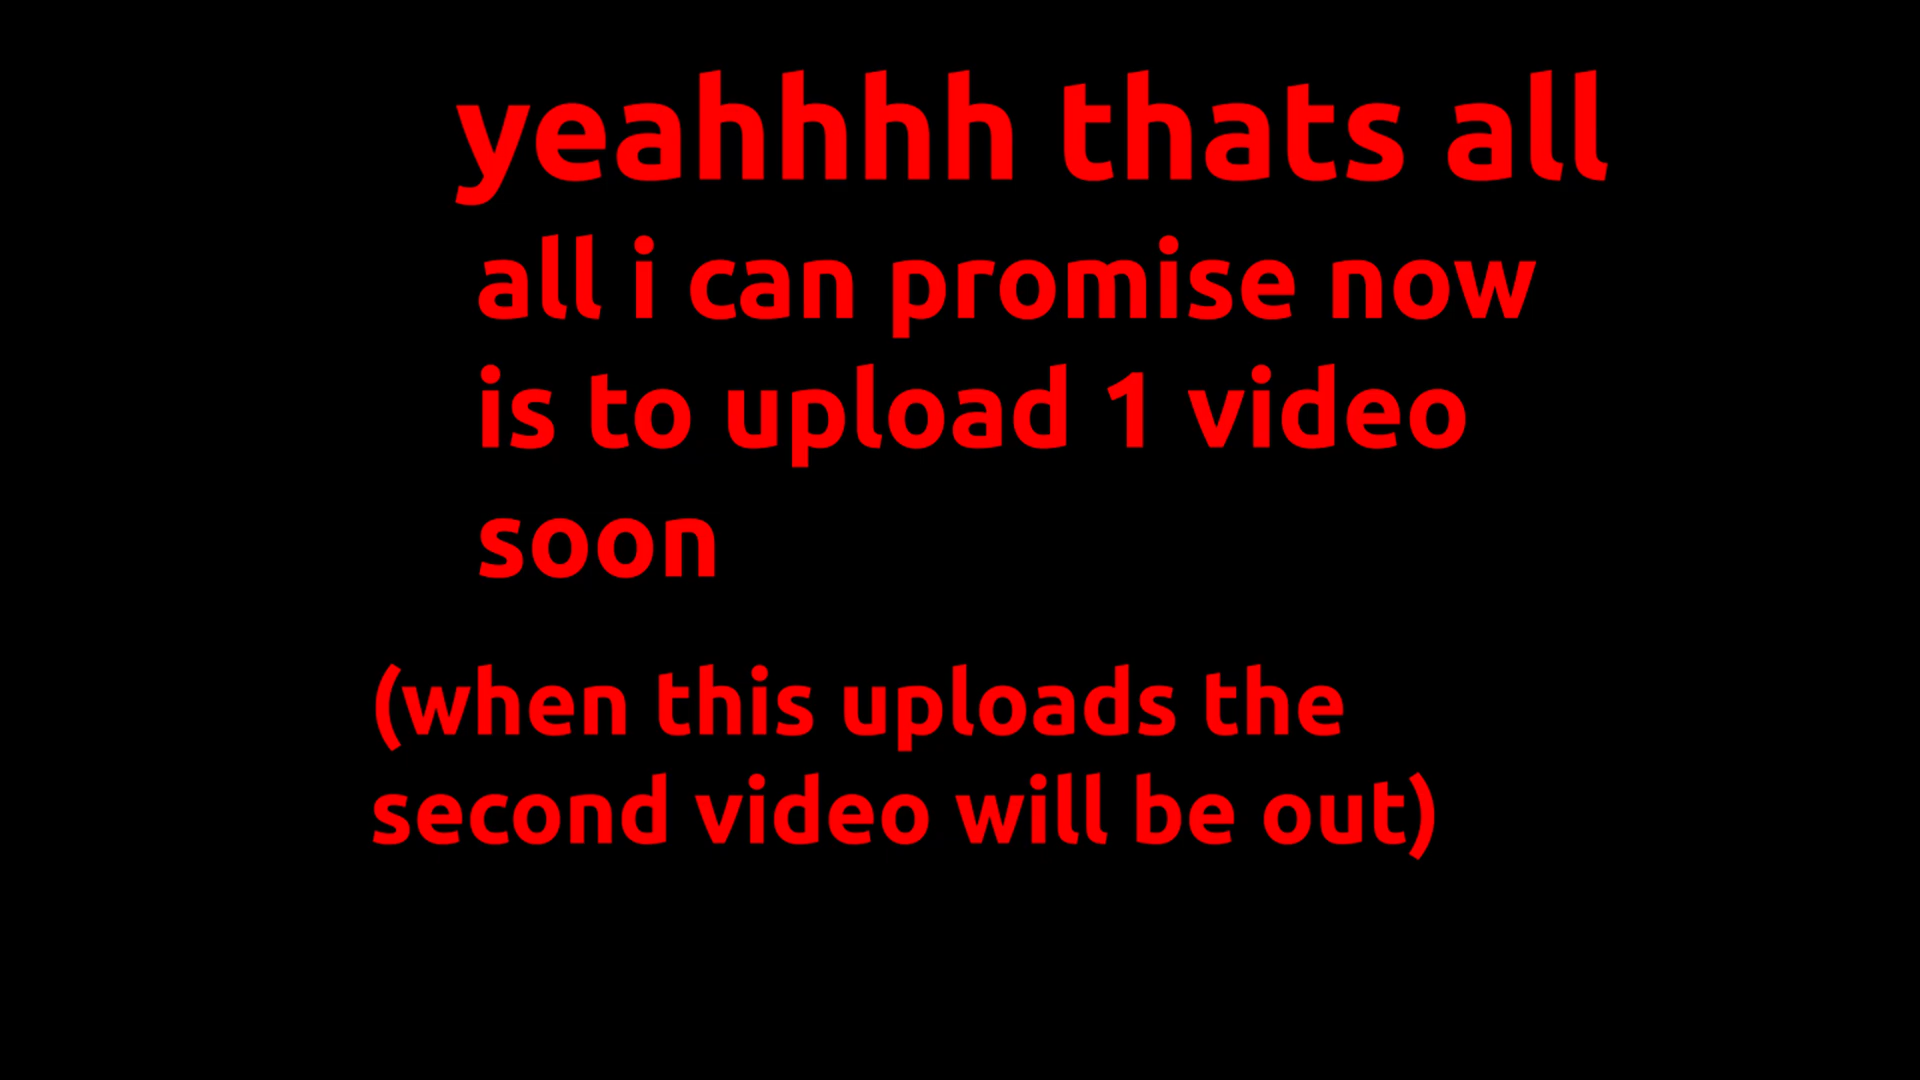 yeahhhh thats all
all i can promise now
is to upload 1 video
soon
(when this uploads the
second video will be out)